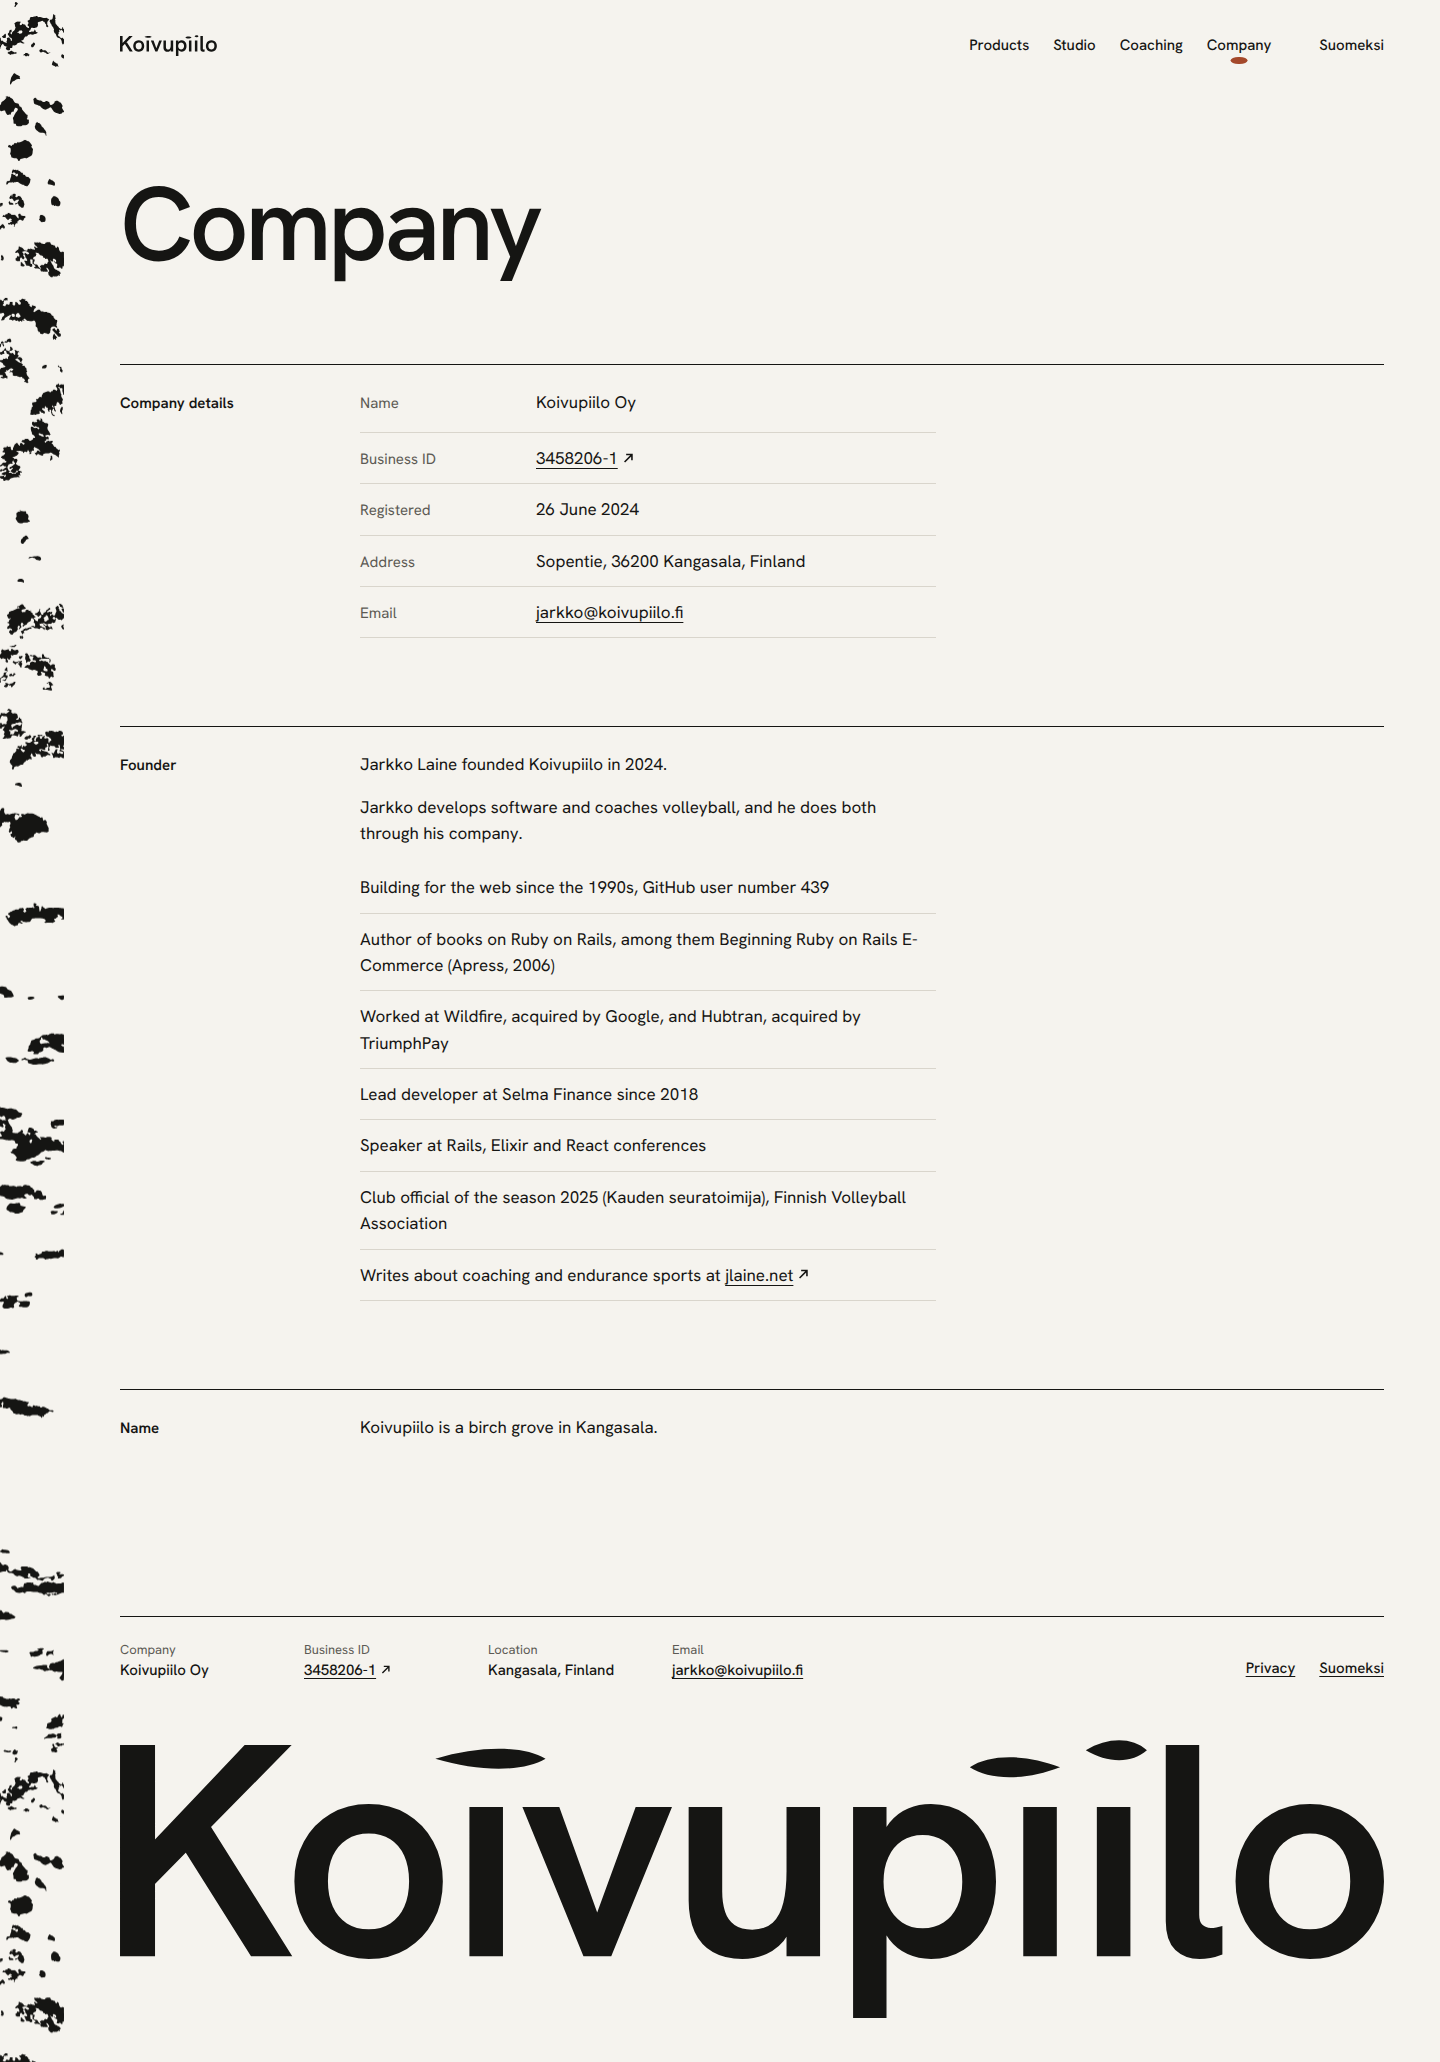 Koivupiilo
Products Studio Coaching Company Suomeksi
Company
Company details
Name Koivupiilo Oy
Business ID 3458206-1 ↗
Registered 26 June 2024
Address Sopentie, 36200 Kangasala, Finland
Email jarkko@koivupiilo.fi
Founder
Jarkko Laine founded Koivupiilo in 2024.
Jarkko develops software and coaches volleyball, and he does both
through his company.
Building for the web since the 1990s, GitHub user number 439
Author of books on Ruby on Rails, among them Beginning Ruby on Rails E-
Commerce (Apress, 2006)
Worked at Wildfire, acquired by Google, and Hubtran, acquired by
TriumphPay
Lead developer at Selma Finance since 2018
Speaker at Rails, Elixir and React conferences
Club official of the season 2025 (Kauden seuratoimija), Finnish Volleyball
Association
Writes about coaching and endurance sports at jlaine.net ↗
Name
Koivupiilo is a birch grove in Kangasala.
Company Business ID Location Email
Koivupiilo Oy 3458206-1 ↗ Kangasala, Finland jarkko@koivupiilo.fi Privacy Suomeksi
Koivupiilo